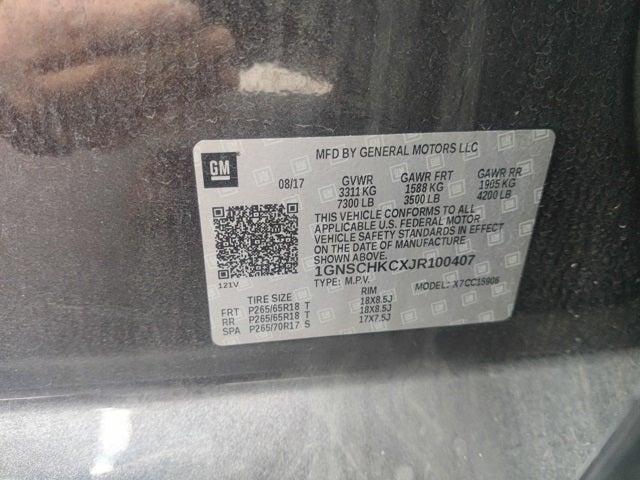 GM
MFD BY GENERAL MOTORS LLC
08/17 GVWR GAWR FRT GAWR RR
3311 KG 1588 KG 1905 KG
7300 LB 3500 LB 4200 LB
THIS VEHICLE CONFORMS TO ALL
APPLICABLE U.S. FEDERAL MOTOR
VEHICLE SAFETY STANDARDS IN EFFECT
ON THE DATE OF MANUFACTURE
SHOWN ABOVE.
1GNSCHKCXJR100407
TYPE: M.P.V. MODEL: X7CC15906
121V
TIRE SIZE RIM
FRT P265/65R18 T 18X8.5J
RR P265/65R18 T 18X8.5J
SPA P265/70R17 S 17X7.5J